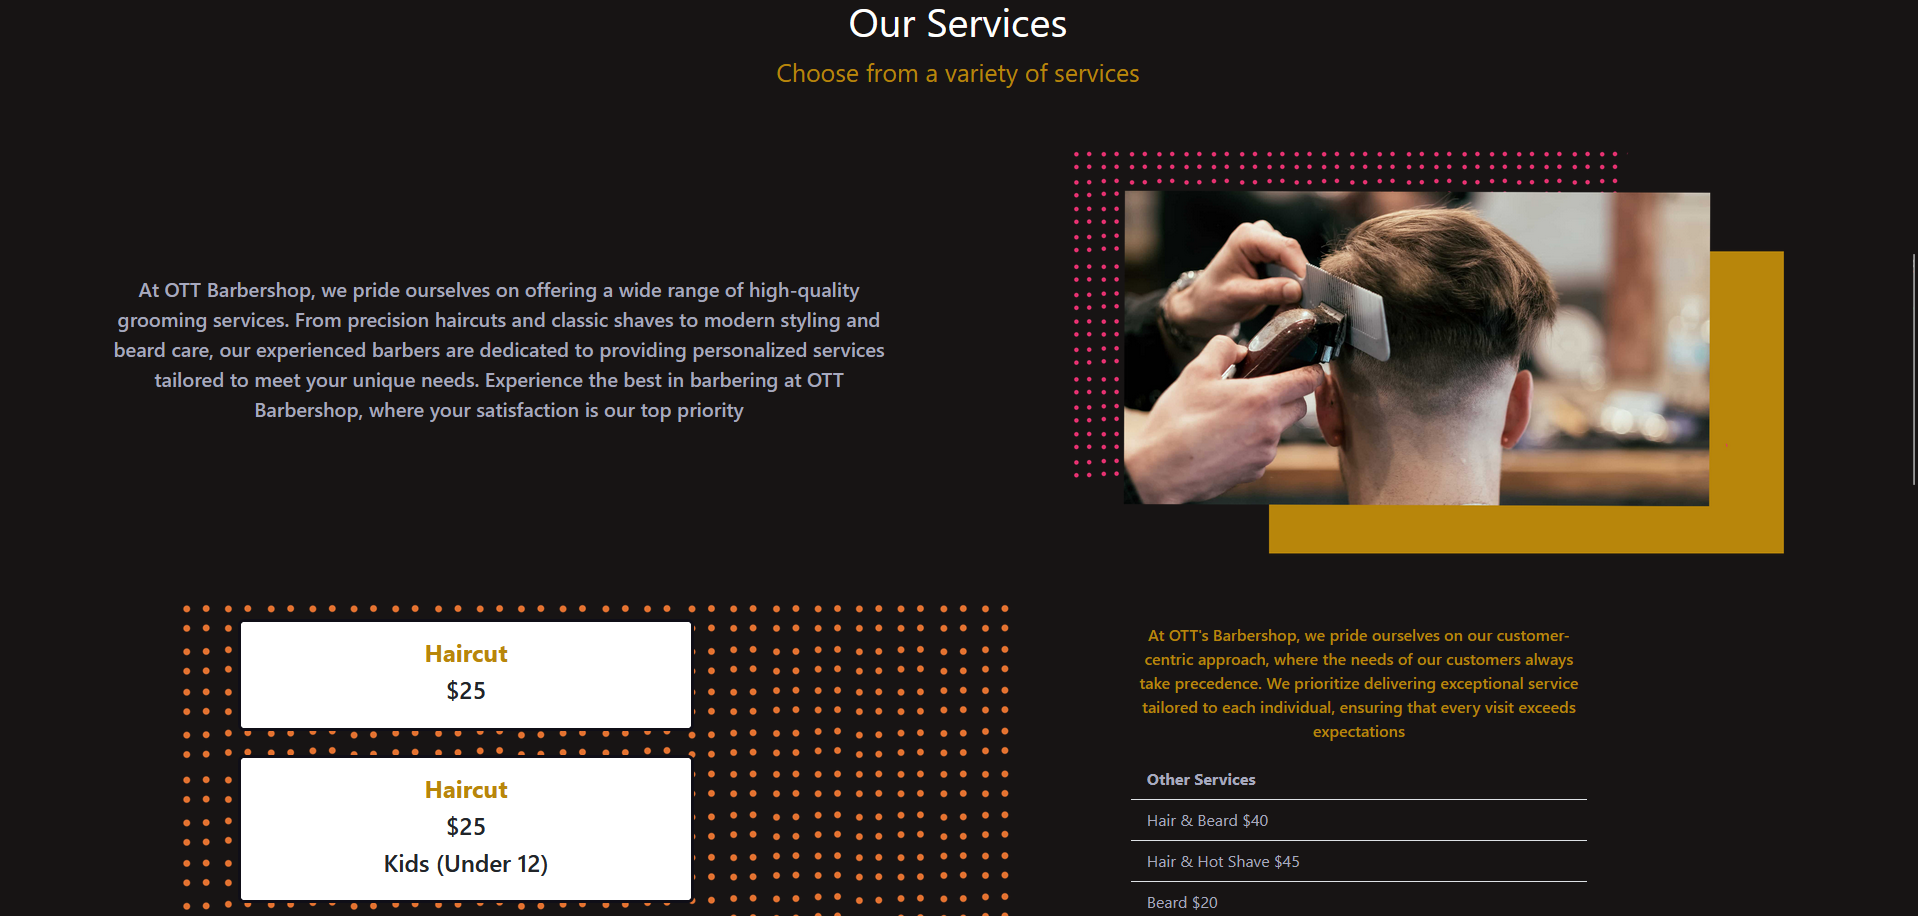 Our Services
Choose from a variety of services
At OTT Barbershop, we pride ourselves on offering a wide range of high-quality
grooming services. From precision haircuts and classic shaves to modern styling and
beard care, our experienced barbers are dedicated to providing personalized services
tailored to meet your unique needs. Experience the best in barbering at OTT
Barbershop, where your satisfaction is our top priority
Haircut
$25
Haircut
$25
Kids (Under 12)
At OTT's Barbershop, we pride ourselves on our customer-
centric approach, where the needs of our customers always
take precedence. We prioritize delivering exceptional service
tailored to each individual, ensuring that every visit exceeds
expectations
Other Services
Hair & Beard $40
Hair & Hot Shave $45
Beard $20